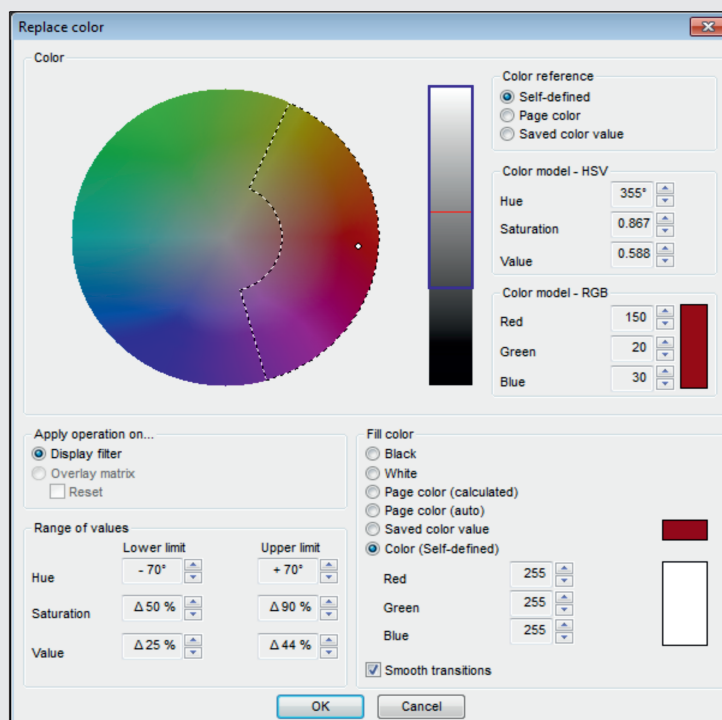 Replace color
Color
Color reference
Self-defined
Page color
Saved color value
Color model - HSV
Hue 355°
Saturation 0.867
Value 0.588
Color model - RGB
Red 150
Green 20
Blue 30
Apply operation on...
Display filter
Overlay matrix
Reset
Range of values
Lower limit Upper limit
Hue - 70° + 70°
Saturation Δ 50 % Δ 90 %
Value Δ 25 % Δ 44 %
Fill color
Black
White
Page color (calculated)
Page color (auto)
Saved color value
Color (Self-defined)
Red 255
Green 255
Blue 255
Smooth transitions
OK Cancel